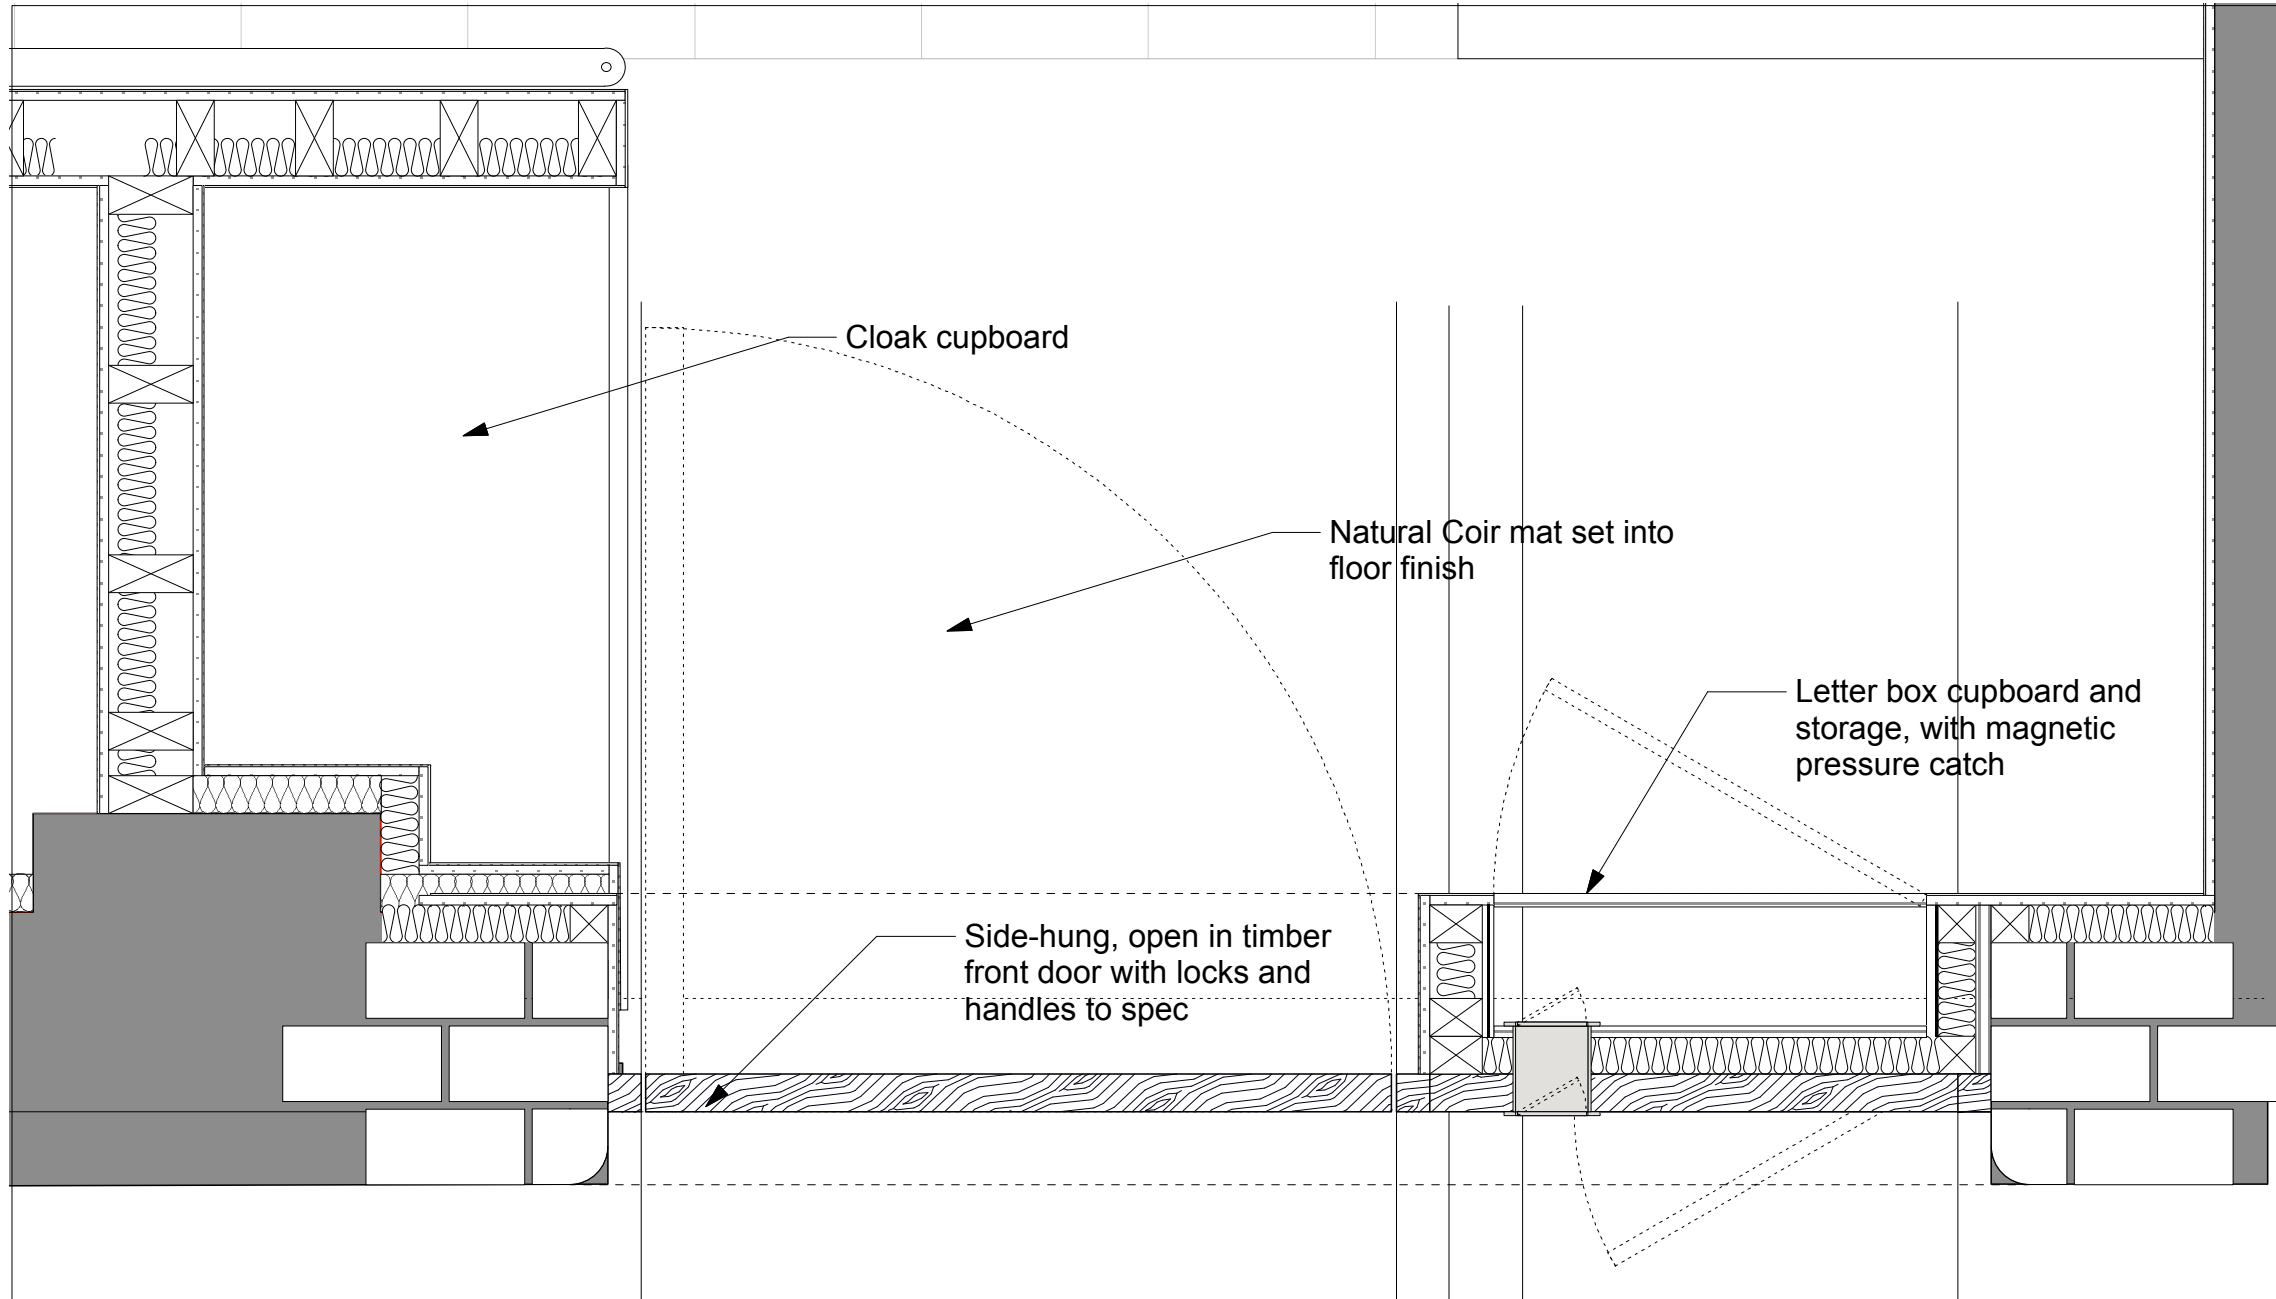 Cloak cupboard
Natural Coir mat set into
floor finish
Letter box cupboard and
storage, with magnetic
pressure catch
Side-hung, open in timber
front door with locks and
handles to spec